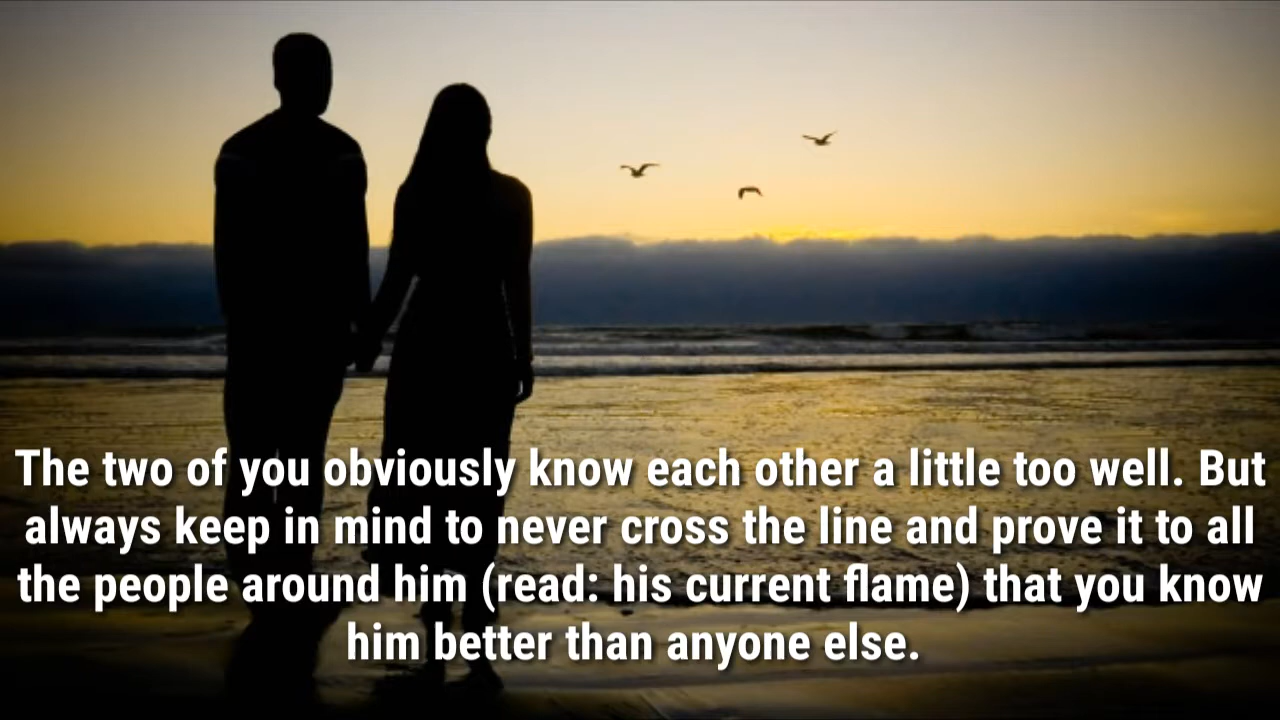 The two of you obviously know each other a little too well. But
always keep in mind to never cross the line and prove it to all
the people around him (read: his current flame) that you know
him better than anyone else.